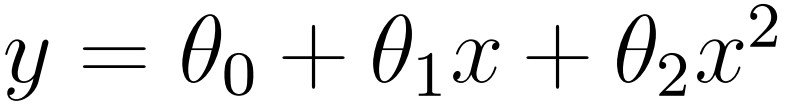 y = θ₀ + θ₁x + θ₂x²